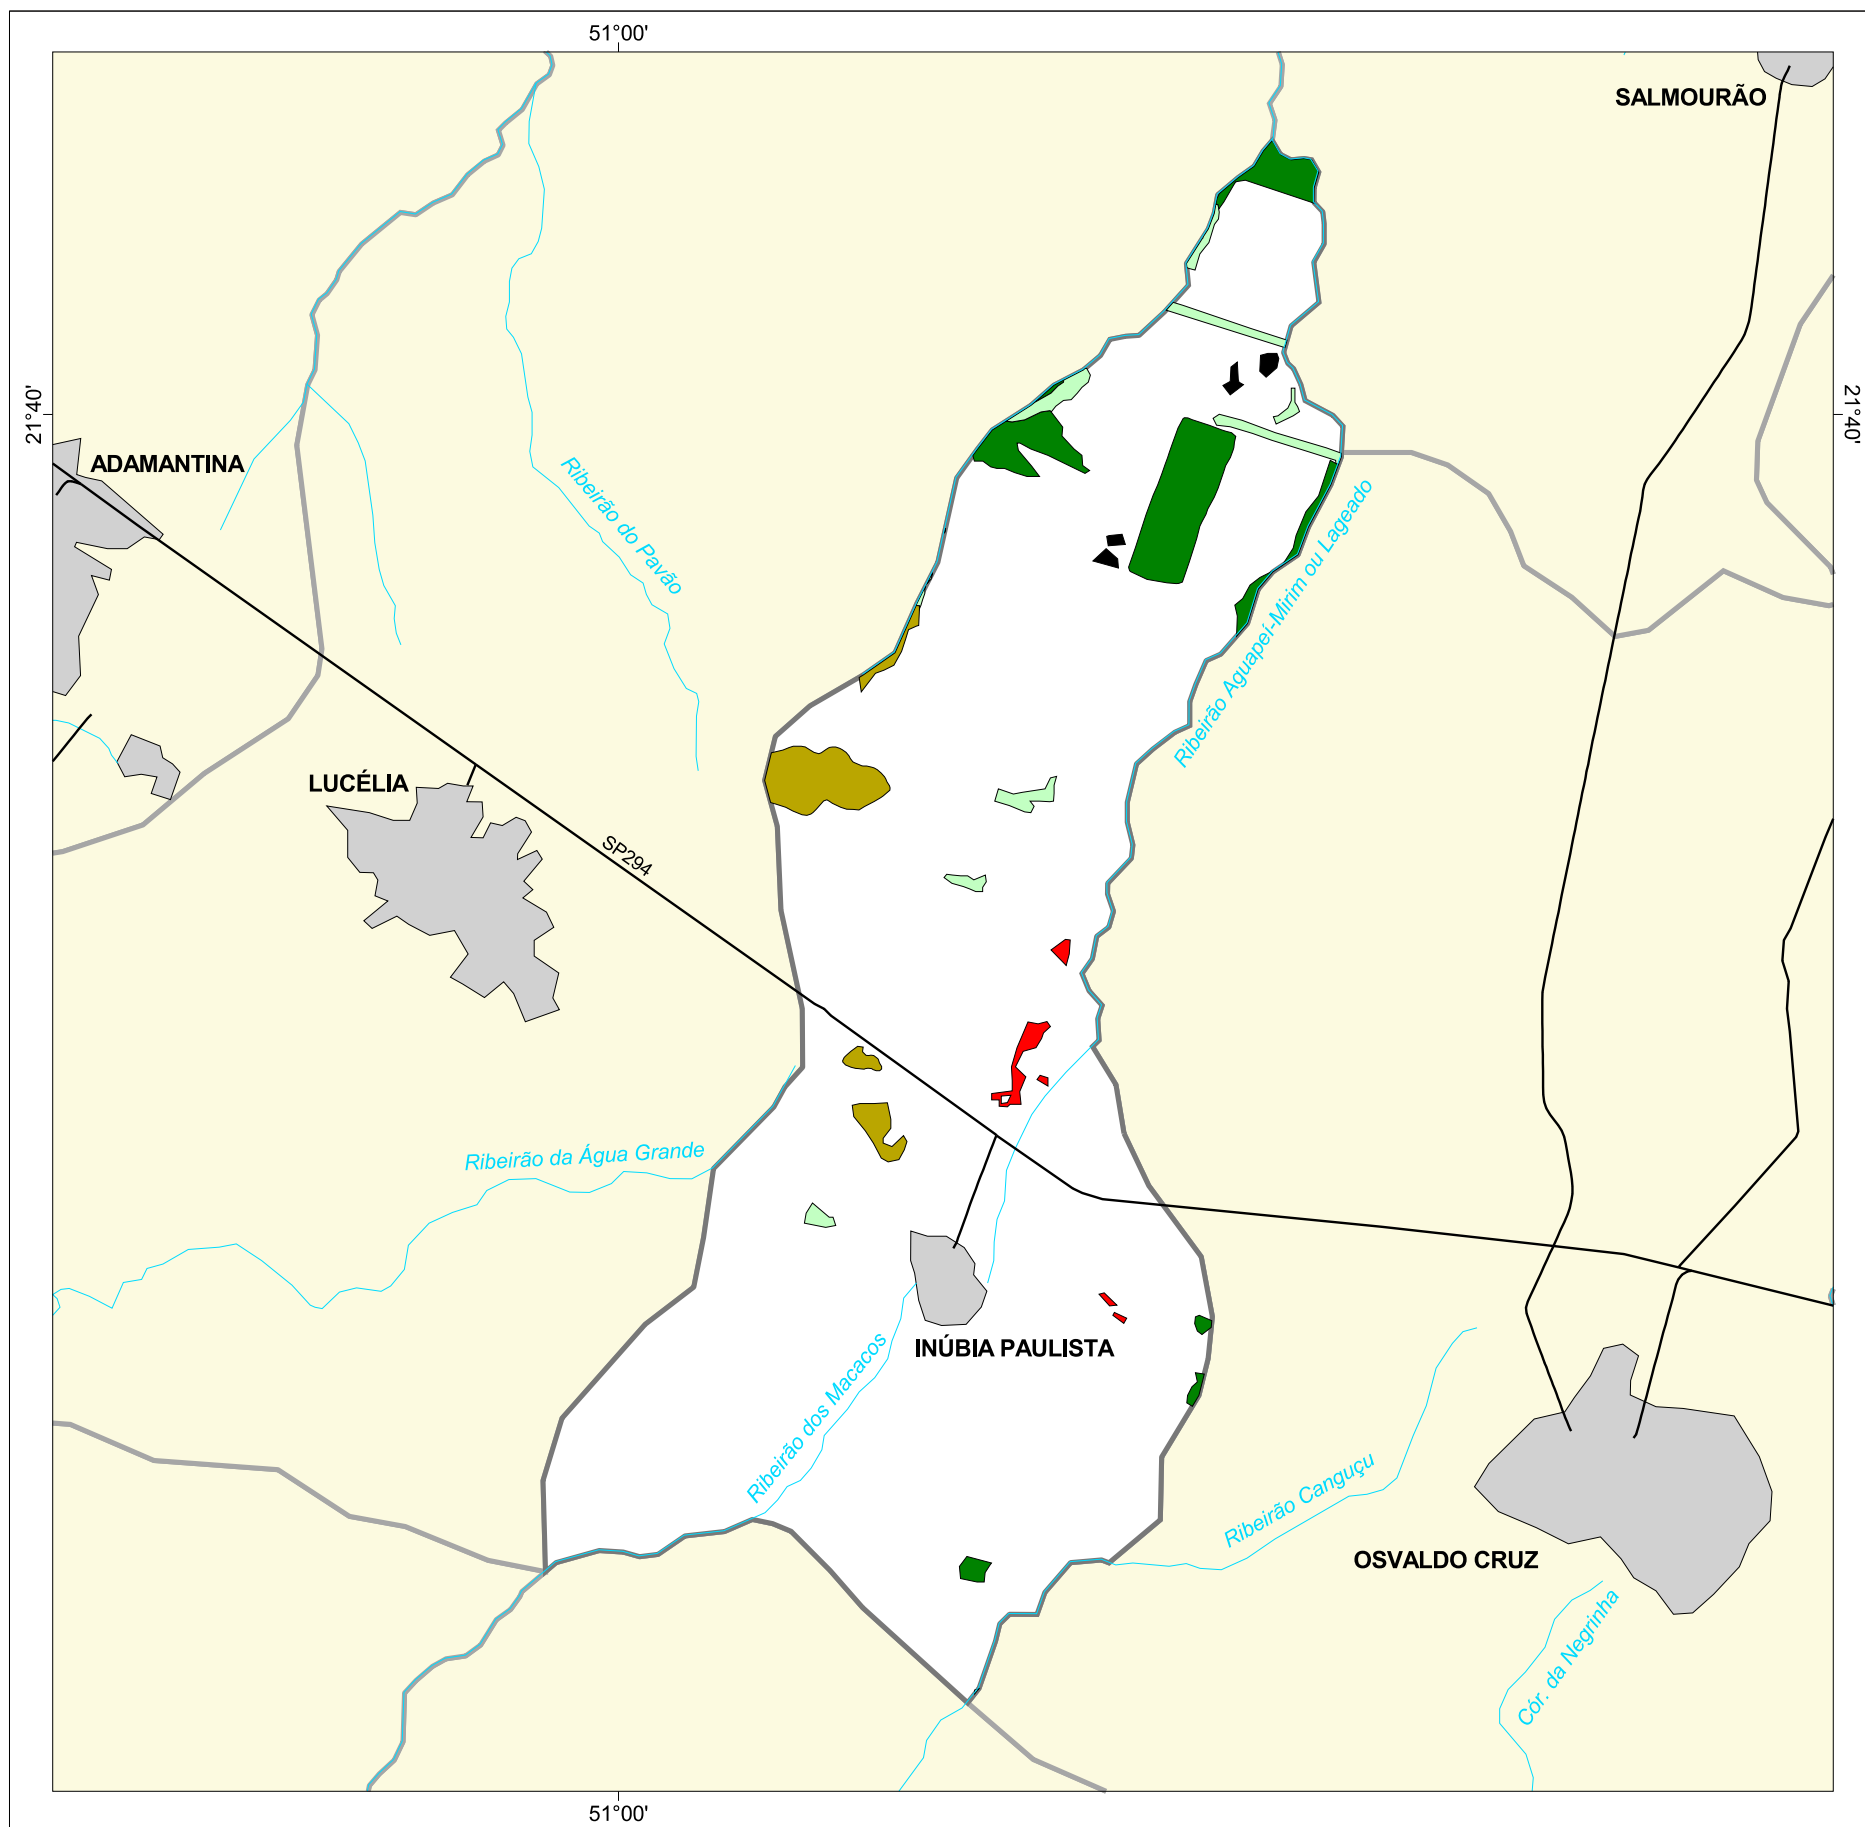 51°00'
SALMOURÃO
21°40'
21°40'
ADAMANTINA
Ribeirão do Pavão
Ribeirão Aguapeí-Mirim ou Lageado
LUCÉLIA
SP294
Ribeirão da Água Grande
INÚBIA PAULISTA
Ribeirão dos Macacos
Ribeirão Canguçu
OSVALDO CRUZ
Cór. da Negrinha
51°00'